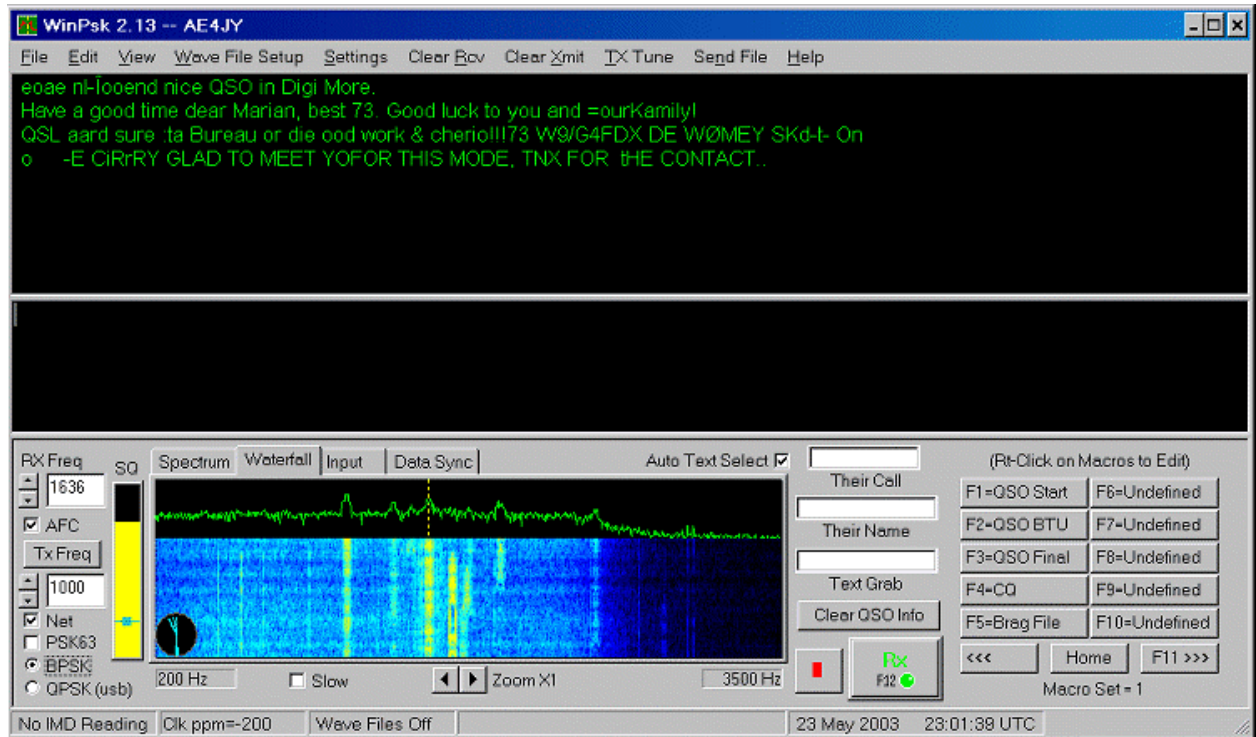 WinPsk 2.13 -- AE4JY
File Edit View Wave File Setup Settings Clear Rcv Clear Xmit TX Tune Send File Help
eoae nl-Īooend nice QSO in Digi More.
Have a good time dear Marian, best 73. Good luck to you and =ourKamily!
QSL aard sure :ta Bureau or die ood work & cherio!!!73 W9/G4FDX DE WØMEY SKd-t- On
o -E CiRrRY GLAD TO MEET YOFOR THIS MODE, TNX FOR tHE CONTACT..
RX Freq
1636
AFC
Tx Freq
1000
Net
PSK63
BPSK
QPSK (usb)
SQ
Spectrum Waterfall Input Data Sync
Auto Text Select
200 Hz
Slow
Zoom X1
3500 Hz
Their Call
Their Name
Text Grab
Clear QSO Info
Rx
F12
(Rt-Click on Macros to Edit)
F1=QSO Start F6=Undefined
F2=QSO BTU F7=Undefined
F3=QSO Final F8=Undefined
F4=CQ F9=Undefined
F5=Brag File F10=Undefined
<<< Home F11 >>>
Macro Set = 1
No IMD Reading Clk ppm=-200 Wave Files Off 23 May 2003 23:01:39 UTC